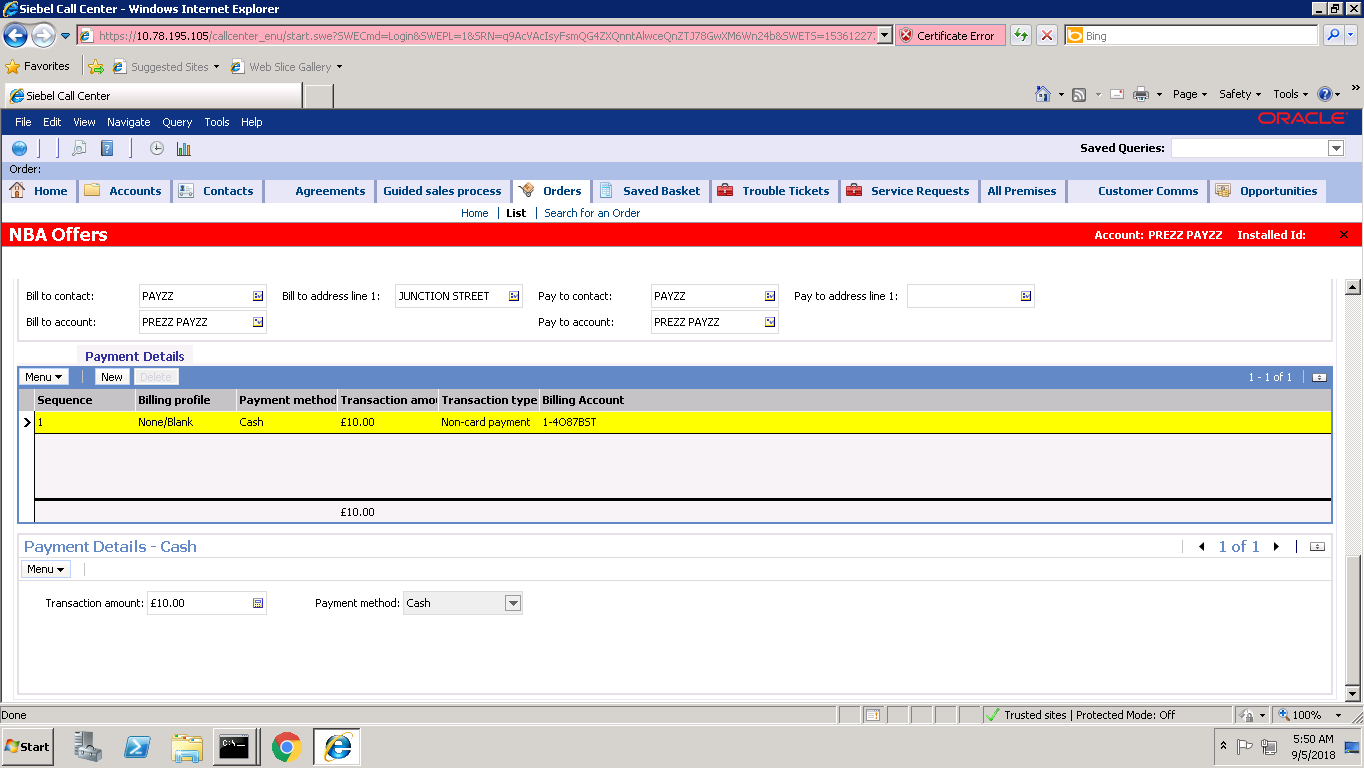 Siebel Call Center - Windows Internet Explorer
https://10.78.195.105/callcenter_enu/start.swe?SWECmd=Login&SWEPL=1&SRN=
Certificate Error
Bing
Favorites
Suggested Sites
Web Slice Gallery
Siebel Call Center
Page
Safety
Tools
File Edit View Navigate Query Tools Help
ORACLE
Saved Queries:
Order:
Home Accounts Contacts Agreements Guided sales process Orders Saved Basket Trouble Tickets Service Requests All Premises Customer Comms Opportunities
Home | List | Search for an Order
NBA Offers Account: PREZZ PAYZZ Installed Id:
Bill to contact: PAYZZ Bill to address line 1: JUNCTION STREET Pay to contact: PAYZZ Pay to address line 1:
Bill to account: PREZZ PAYZZ Pay to account: PREZZ PAYZZ
Payment Details
Menu New Delete 1 - 1 of 1
Sequence Billing profile Payment method Transaction amou Transaction type Billing Account
1 None/Blank Cash £10.00 Non-card payment 1-4O87BST
£10.00
Payment Details - Cash 1 of 1
Menu
Transaction amount: £10.00 Payment method: Cash
Done Trusted sites | Protected Mode: Off 100%
Start
5:50 AM
9/5/2018